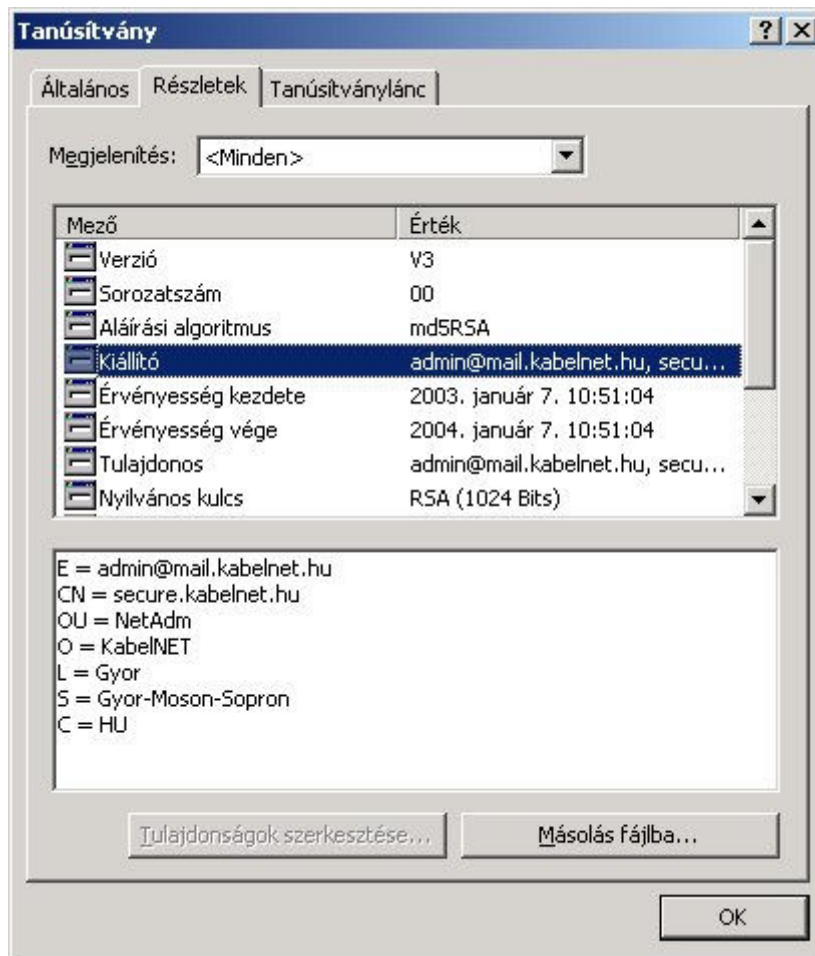 Tanúsítvány
Általános Részletek Tanúsítványlánc
Megjelenítés: <Minden>
Mező Érték
Verzió V3
Sorozatszám 00
Aláírási algoritmus md5RSA
Kiállító admin@mail.kabelnet.hu, secu...
Érvényesség kezdete 2003. január 7. 10:51:04
Érvényesség vége 2004. január 7. 10:51:04
Tulajdonos admin@mail.kabelnet.hu, secu...
Nyilvános kulcs RSA (1024 Bits)
E = admin@mail.kabelnet.hu
CN = secure.kabelnet.hu
OU = NetAdm
O = KabelNET
L = Gyor
S = Gyor-Moson-Sopron
C = HU
Tulajdonságok szerkesztése... Másolás fájlba...
OK